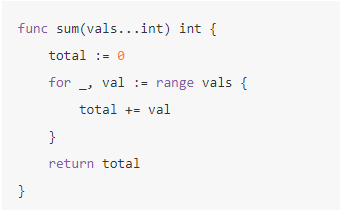 func sum(vals...int) int {
    total := 0
    for _, val := range vals {
        total += val
    }
    return total
}